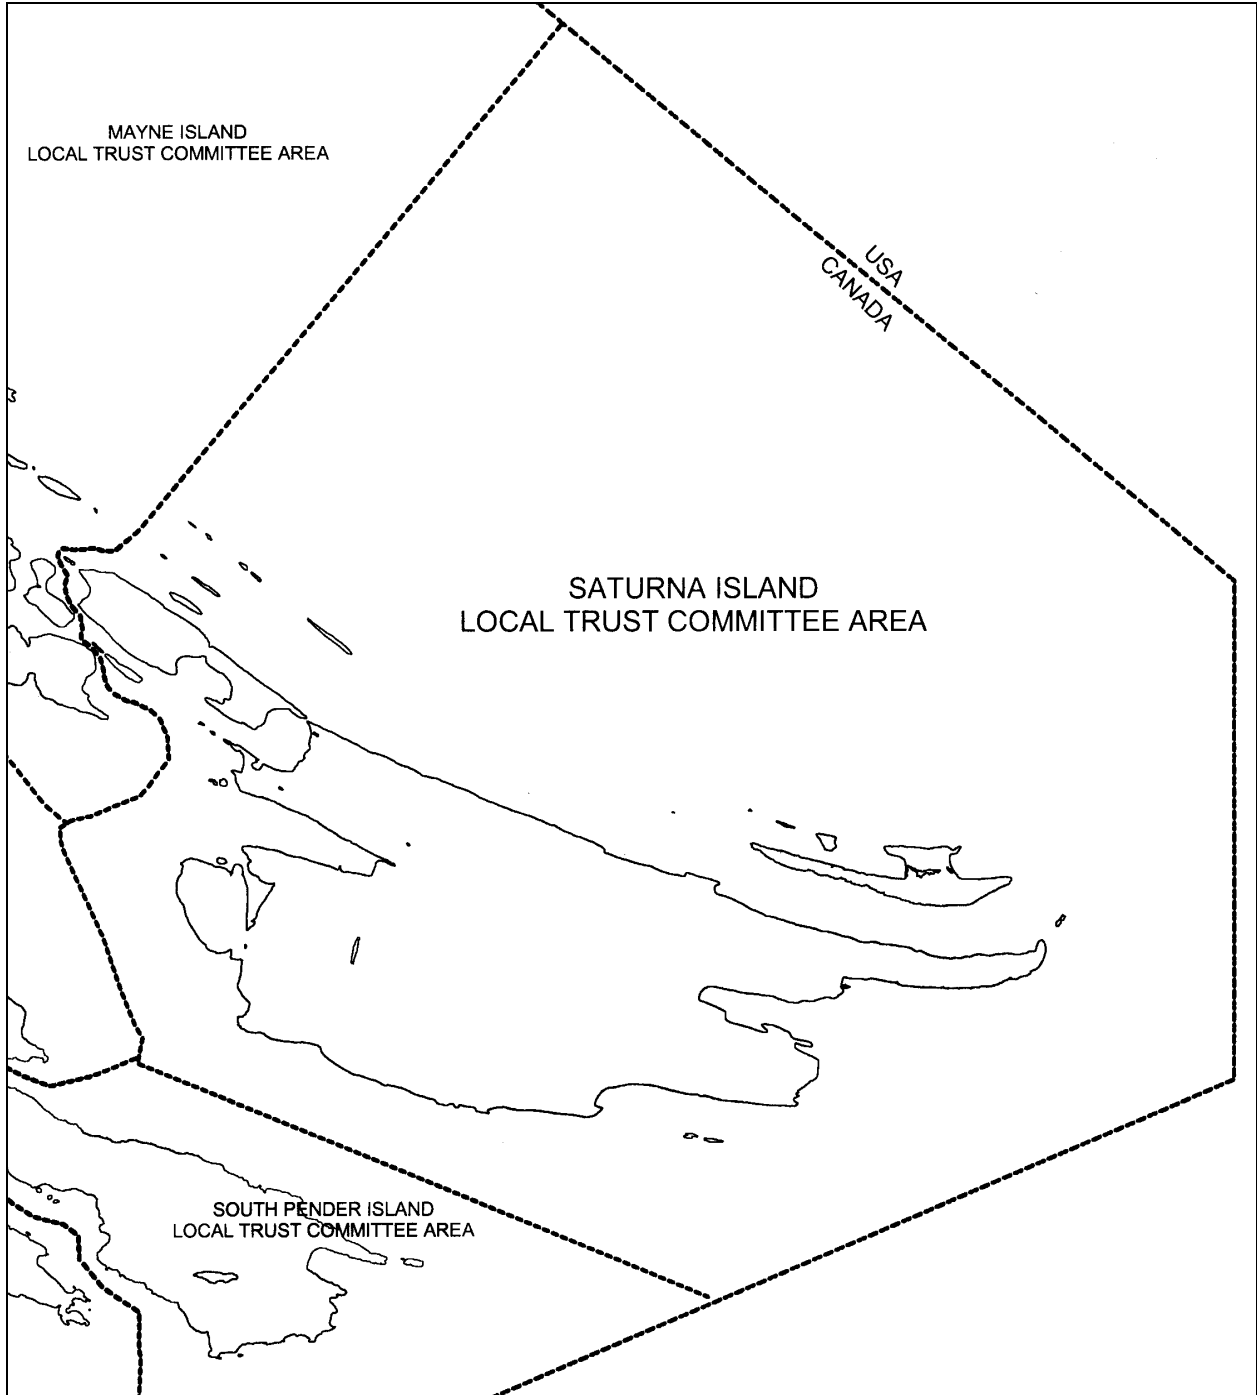 MAYNE ISLAND
LOCAL TRUST COMMITTEE AREA
USA
CANADA
SATURNA ISLAND
LOCAL TRUST COMMITTEE AREA
SOUTH PENDER ISLAND
LOCAL TRUST COMMITTEE AREA